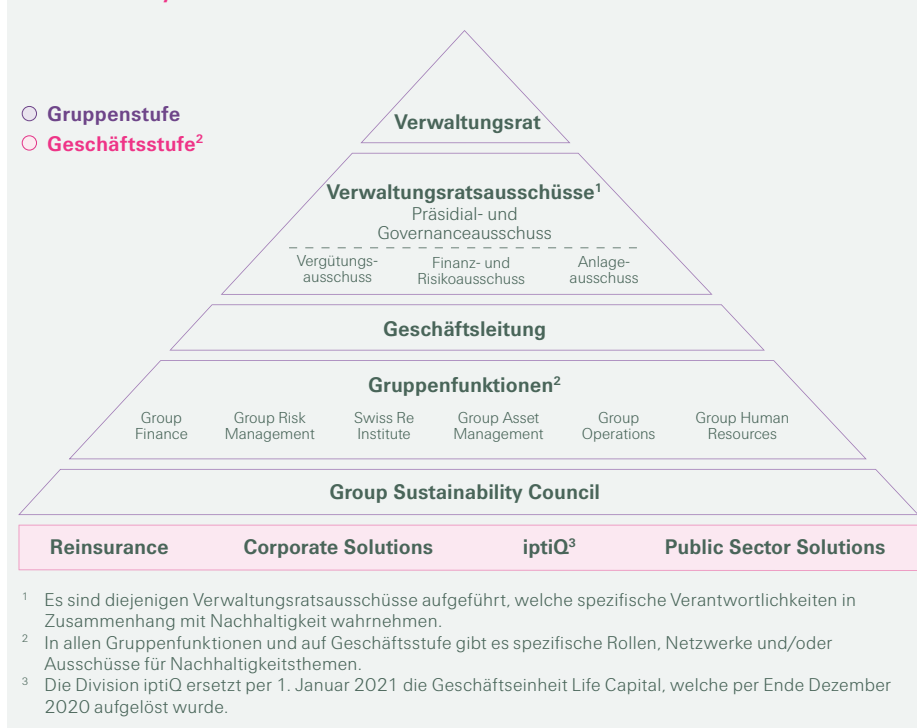 Gruppenstufe
Geschäftsstufe²
Verwaltungsrat
Verwaltungsratsausschüsse¹
Präsidial- und
Governanceausschuss
Vergütungs-
ausschuss
Finanz- und
Risikoausschuss
Anlage-
ausschuss
Geschäftsleitung
Gruppenfunktionen²
Group
Finance
Group Risk
Management
Swiss Re
Institute
Group Asset
Management
Group
Operations
Group Human
Resources
Group Sustainability Council
Reinsurance
Corporate Solutions
iptiQ³
Public Sector Solutions
¹ Es sind diejenigen Verwaltungsratsausschüsse aufgeführt, welche spezifische Verantwortlichkeiten in
Zusammenhang mit Nachhaltigkeit wahrnehmen.
² In allen Gruppenfunktionen und auf Geschäftsstufe gibt es spezifische Rollen, Netzwerke und/oder
Ausschüsse für Nachhaltigkeitsthemen.
³ Die Division iptiQ ersetzt per 1. Januar 2021 die Geschäftseinheit Life Capital, welche per Ende Dezember
2020 aufgelöst wurde.